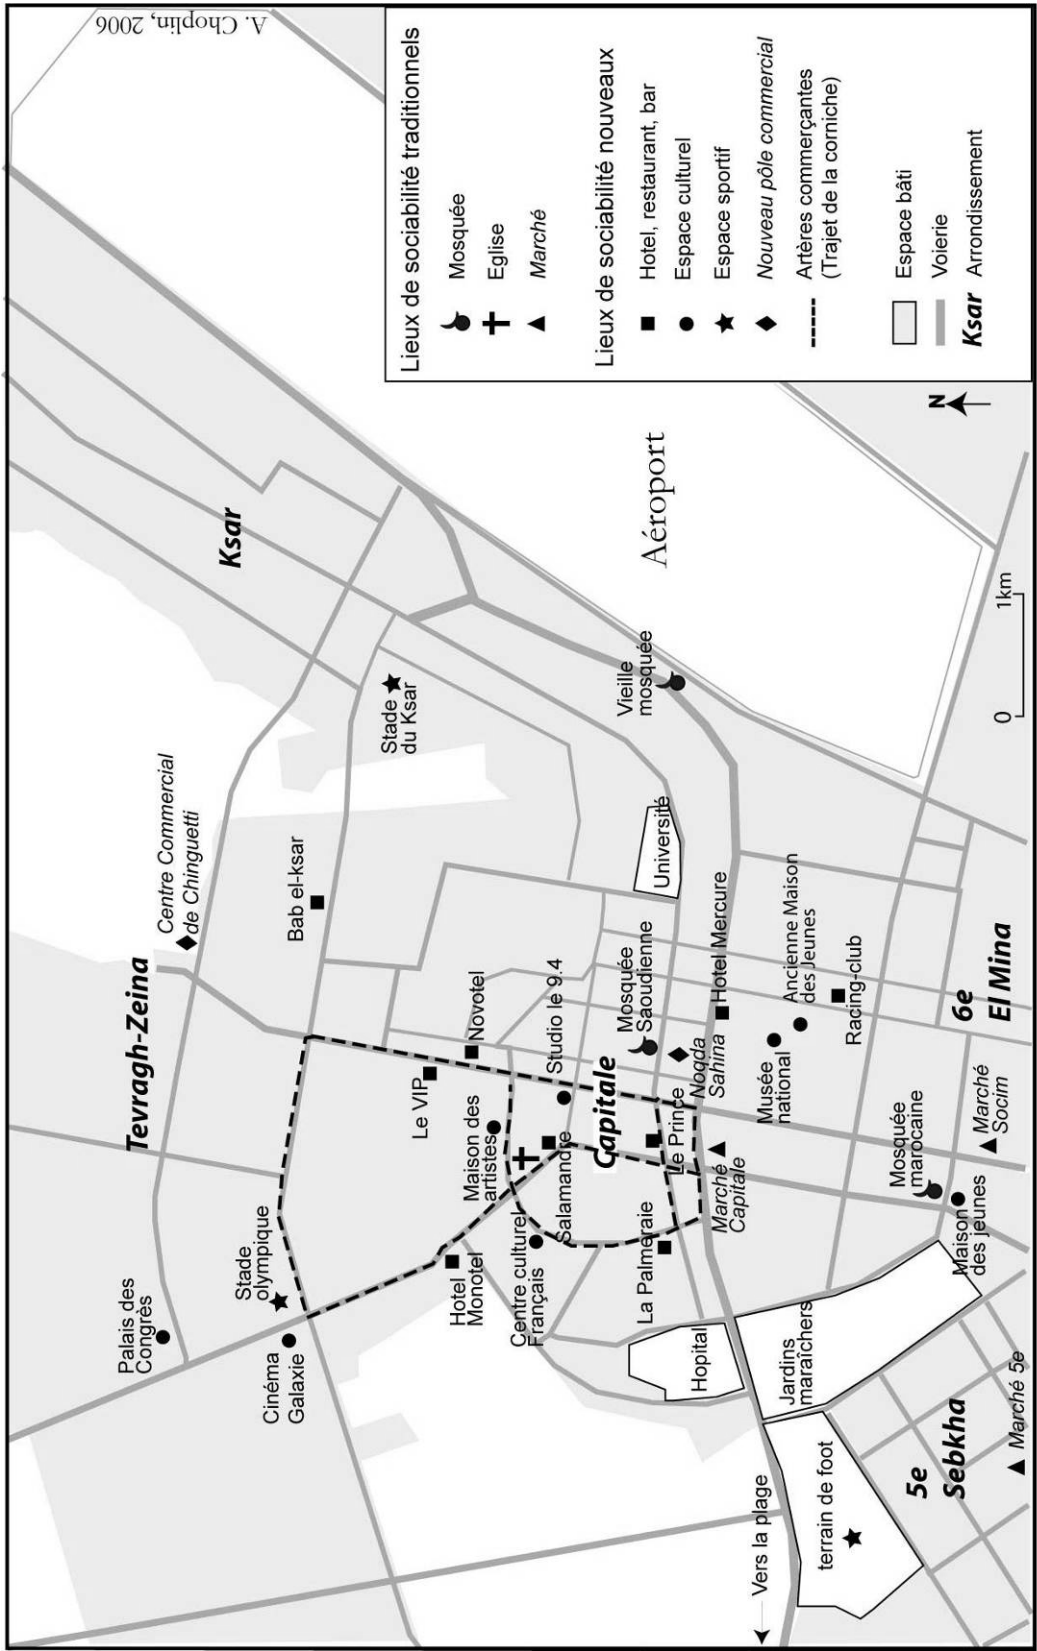 A. Choplin, 2006
Lieux de sociabilité traditionnels
Mosquée
Eglise
Marché
Lieux de sociabilité nouveaux
Hotel, restaurant, bar
Espace culturel
Espace sportif
Nouveau pôle commercial
Artères commerçantes
(Trajet de la corniche)
Espace bâti
Voierie
Ksar Arrondissement
N
0 1km
Tevragh-Zeina
Centre Commercial
de Chinguetti
Ksar
Palais des
Congrès
Stade
olympique
Cinéma
Galaxie
Bab el-ksar
Stade
du Ksar
Le VIP
Novotel
Hotel
Monotel
Maison des
artistes
Centre culturel
Français
Salamandre
Studio le 9.4
Capitale
Mosquée
Saoudienne
Université
Vieille
mosquée
Aéroport
Hopital
La Palmeraie
Le Prince
Noqda
Sahina
Hotel Mercure
Marché
Capitale
Vers la plage
Jardins
maraîchers
Musée
national
Ancienne Maison
des Jeunes
Racing-club
terrain de foot
Mosquée
marocaine
Maison
des jeunes
Marché
Socim
6e
El Mina
5e
Sebkha
Marché 5e